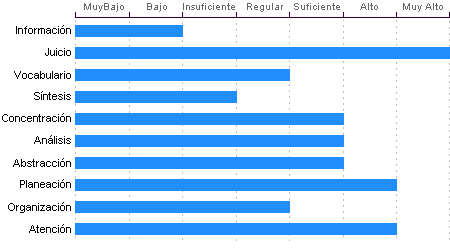 MuyBajo Bajo Insuficiente Regular Suficiente Alto Muy Alto
Información
Juicio
Vocabulario
Síntesis
Concentración
Análisis
Abstracción
Planeación
Organización
Atención